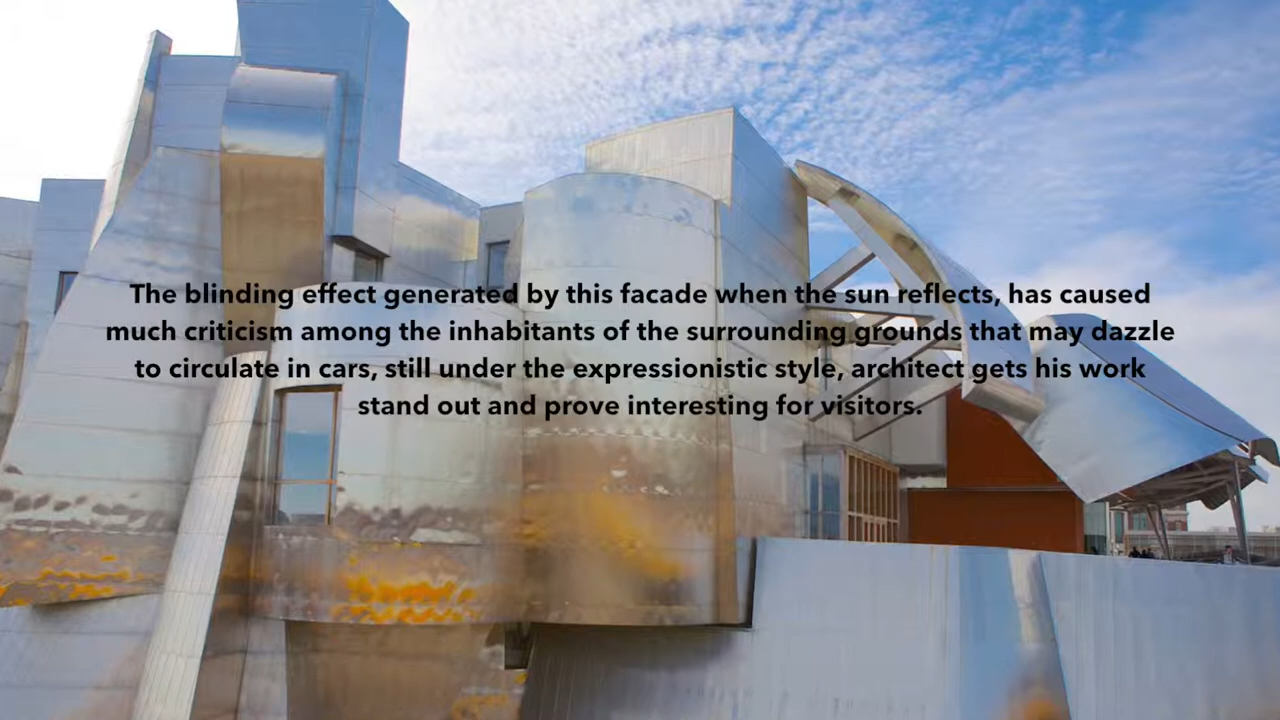 The blinding effect generated by this facade when the sun reflects, has caused
much criticism among the inhabitants of the surrounding grounds that may dazzle
to circulate in cars, still under the expressionistic style, architect gets his work
stand out and prove interesting for visitors.